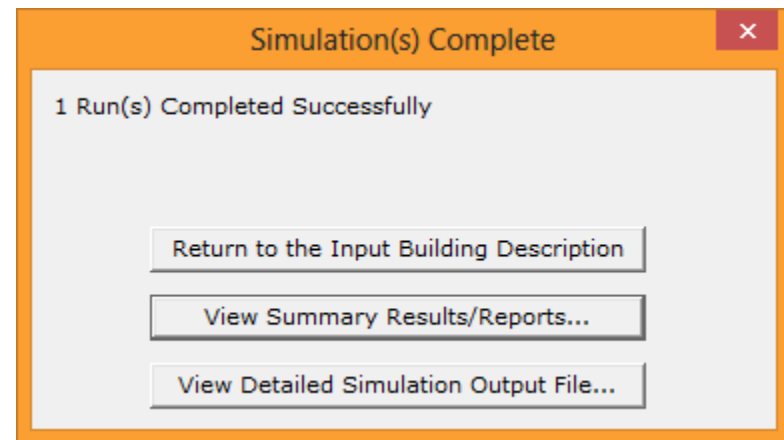 Simulation(s) Complete
1 Run(s) Completed Successfully
Return to the Input Building Description
View Summary Results/Reports...
View Detailed Simulation Output File...